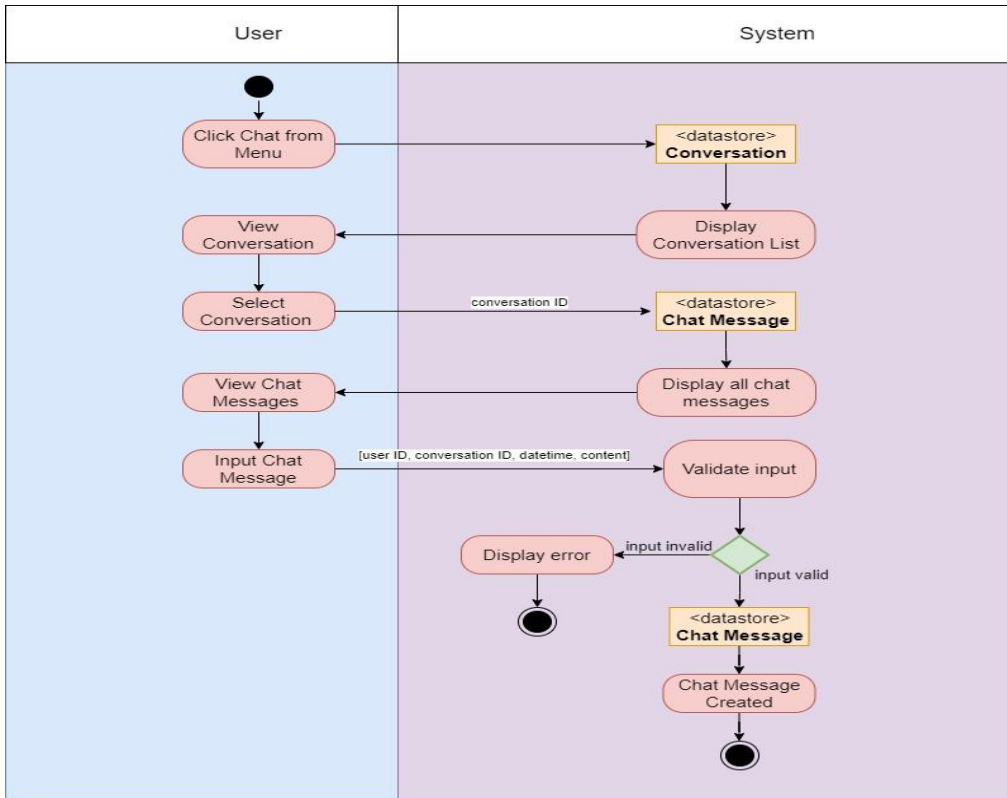 User
System
Click Chat from
Menu
<datastore>
Conversation
View
Conversation
Display
Conversation List
Select
Conversation
conversation ID
<datastore>
Chat Message
View Chat
Messages
Display all chat
messages
Input Chat
Message
[user ID, conversation ID, datetime, content]
Validate input
Display error
input invalid
input valid
<datastore>
Chat Message
Chat Message
Created